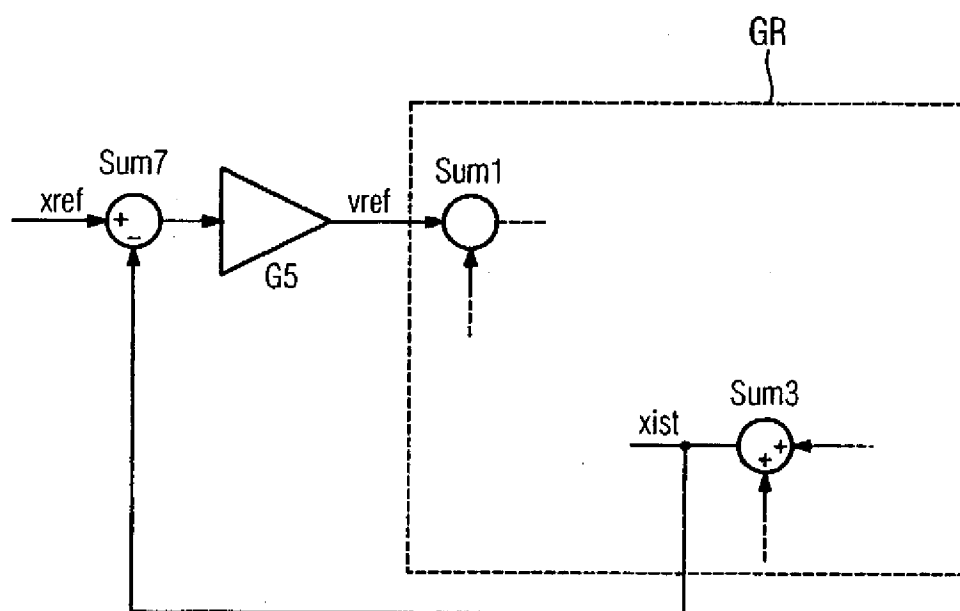 GR
Sum7
Sum1
xref
+
−
vref
G5
Sum3
xist
+
+